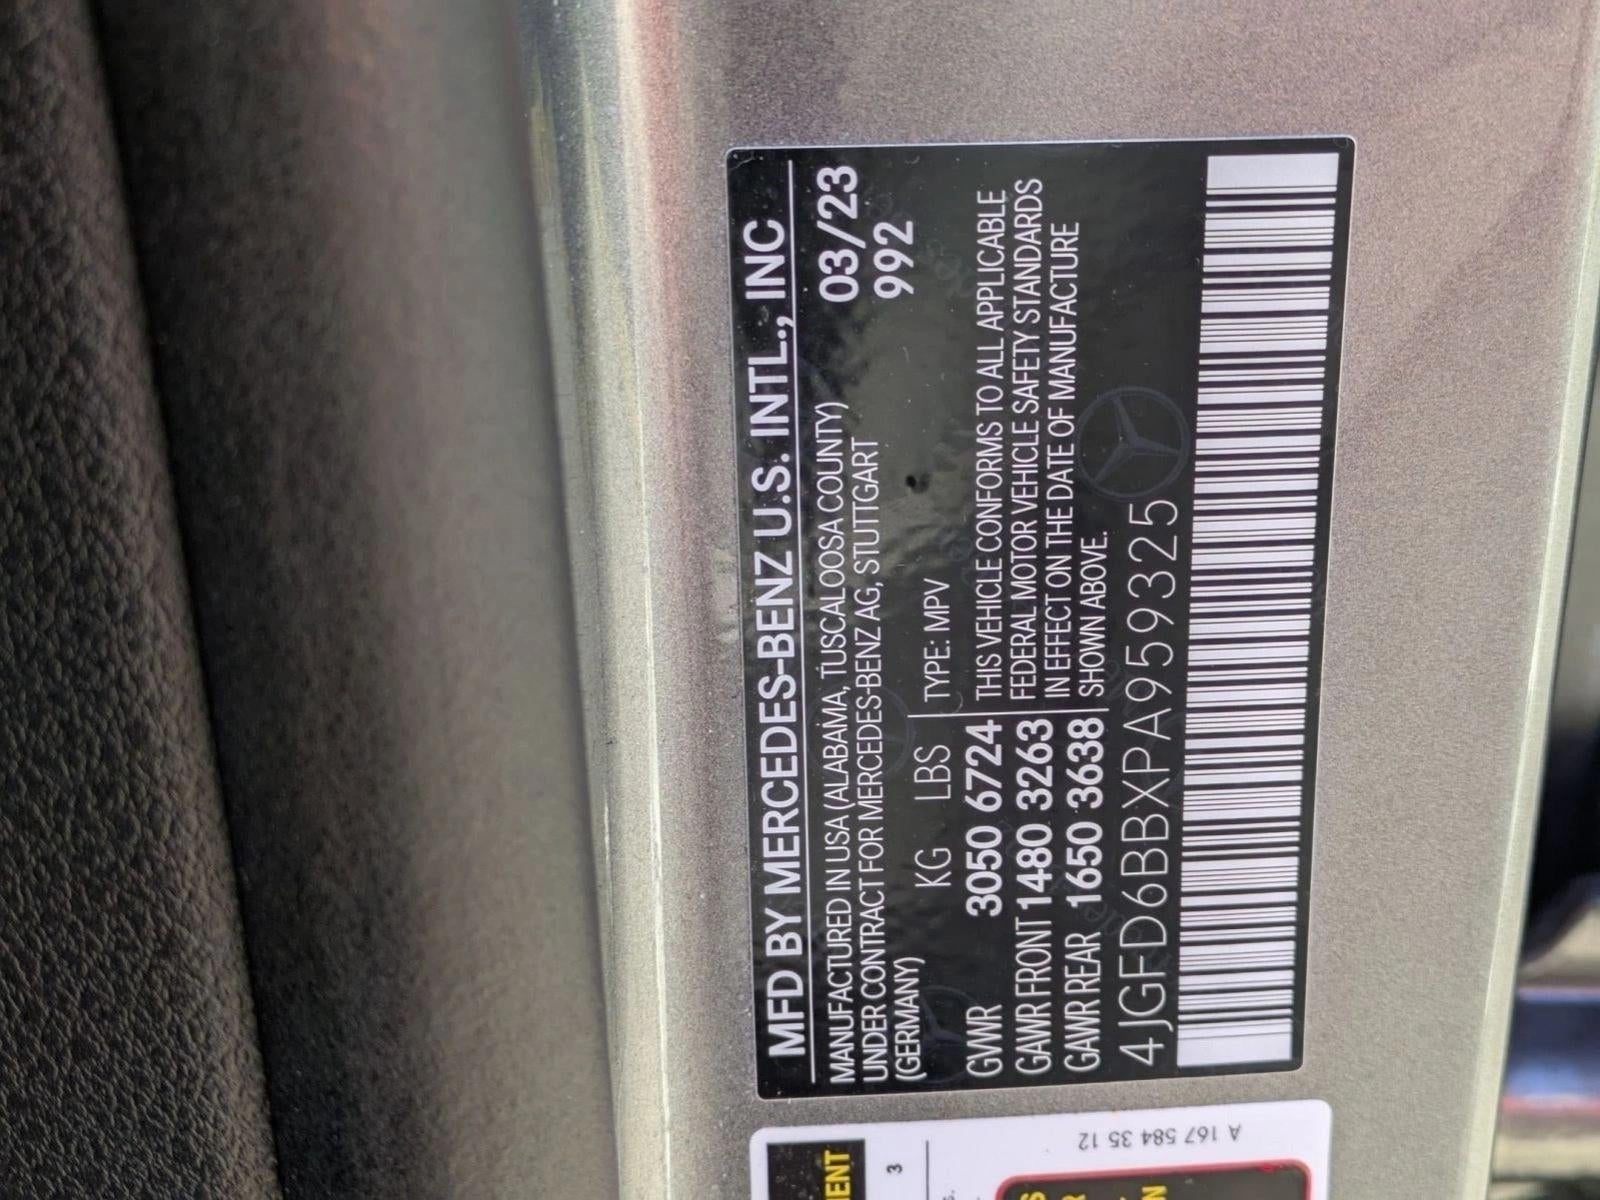 MFD BY MERCEDES-BENZ U.S. INTL., INC
MANUFACTURED IN USA (ALABAMA, TUSCALOOSA COUNTY)
UNDER CONTRACT FOR MERCEDES-BENZ AG, STUTTGART
(GERMANY)
03/23
992
KG LBS
GWR 3050 6724
GAWR FRONT 1480 3263
GAWR REAR 1650 3638
TYPE: MPV
THIS VEHICLE CONFORMS TO ALL APPLICABLE
FEDERAL MOTOR VEHICLE SAFETY STANDARDS
IN EFFECT ON THE DATE OF MANUFACTURE
SHOWN ABOVE.
4JGFD6BBXPA959325
A 167 584 35 12
3